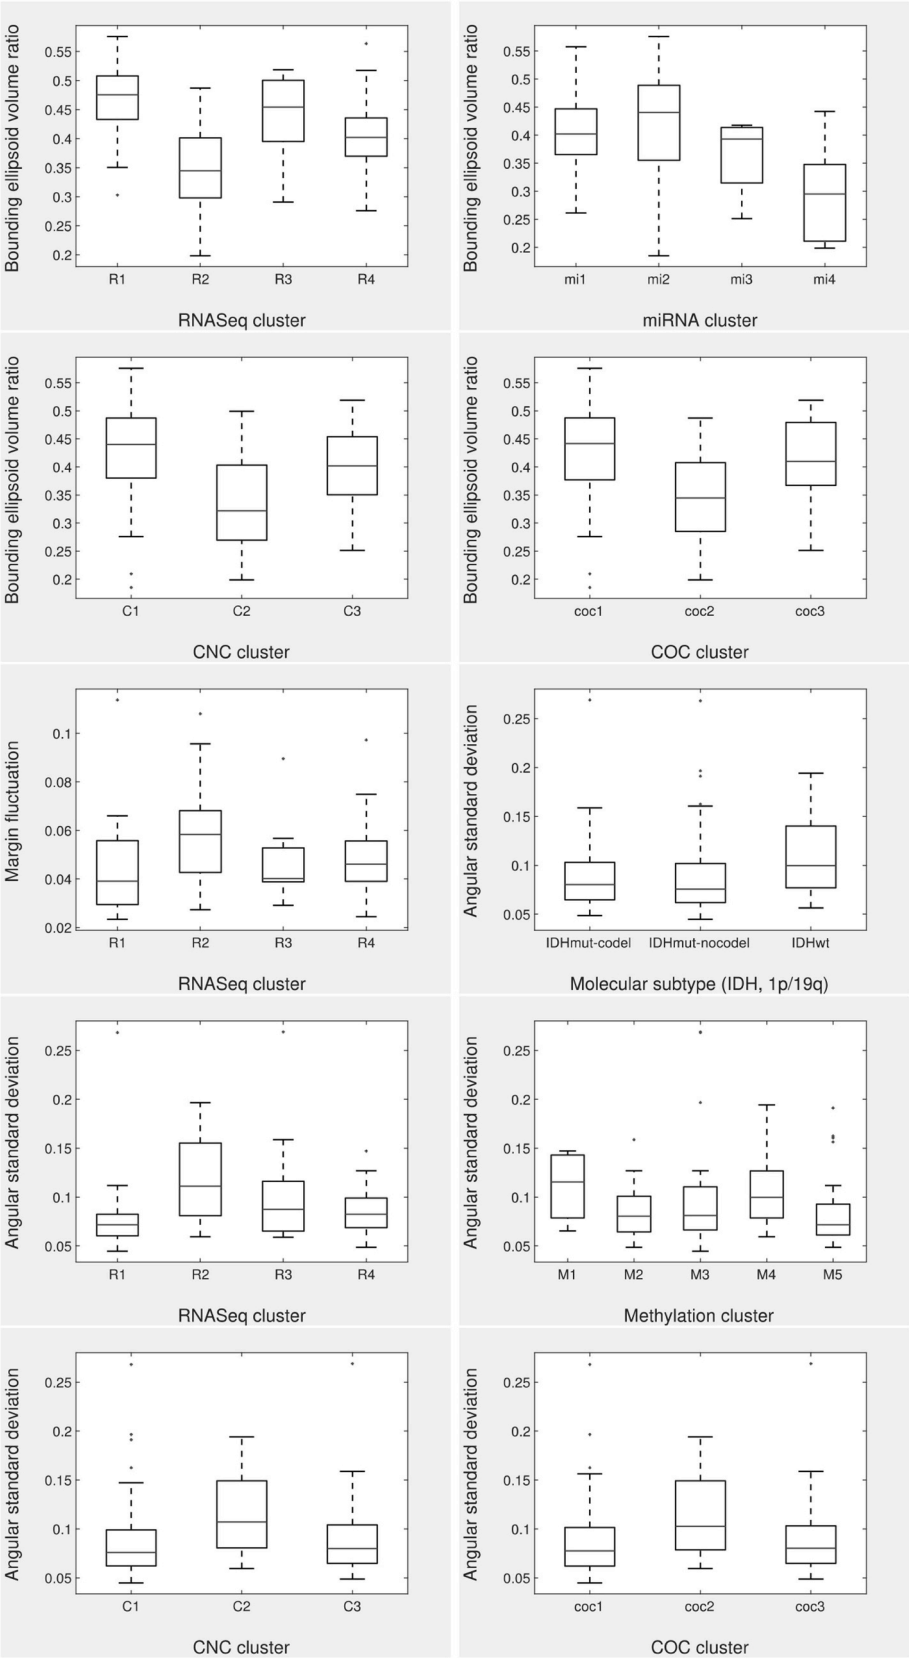 Bounding ellipsoid volume ratio
0.55
0.5
0.45
0.4
0.35
0.3
0.25
0.2
R1 R2 R3 R4
RNASeq cluster
Bounding ellipsoid volume ratio
0.55
0.5
0.45
0.4
0.35
0.3
0.25
0.2
mi1 mi2 mi3 mi4
miRNA cluster
Bounding ellipsoid volume ratio
0.55
0.5
0.45
0.4
0.35
0.3
0.25
0.2
C1 C2 C3
CNC cluster
Bounding ellipsoid volume ratio
0.55
0.5
0.45
0.4
0.35
0.3
0.25
0.2
coc1 coc2 coc3
COC cluster
Margin fluctuation
0.1
0.08
0.06
0.04
0.02
R1 R2 R3 R4
RNASeq cluster
Angular standard deviation
0.25
0.2
0.15
0.1
0.05
IDHmut-codel IDHmut-nocodel IDHwt
Molecular subtype (IDH, 1p/19q)
Angular standard deviation
0.25
0.2
0.15
0.1
0.05
R1 R2 R3 R4
RNASeq cluster
Angular standard deviation
0.25
0.2
0.15
0.1
0.05
M1 M2 M3 M4 M5
Methylation cluster
Angular standard deviation
0.25
0.2
0.15
0.1
0.05
C1 C2 C3
CNC cluster
Angular standard deviation
0.25
0.2
0.15
0.1
0.05
coc1 coc2 coc3
COC cluster